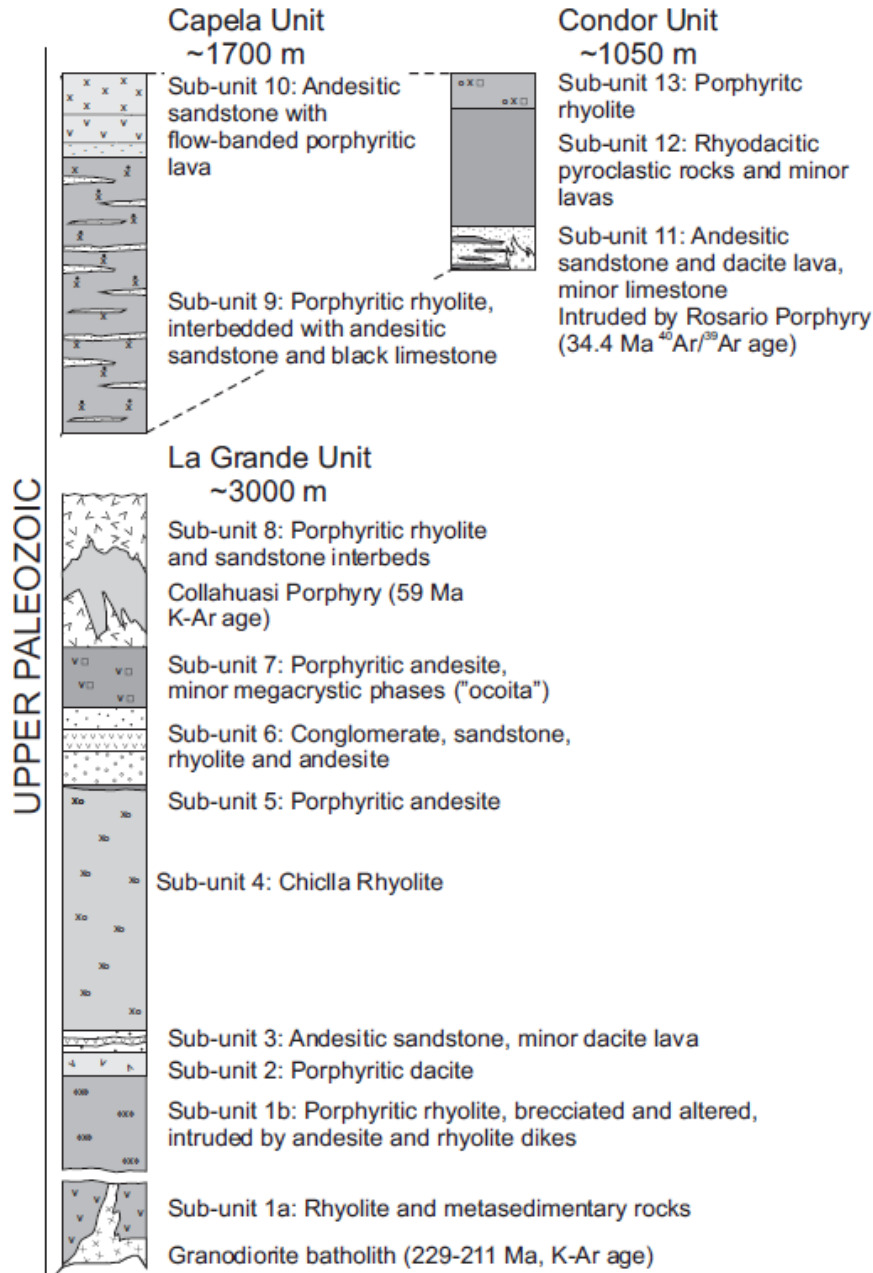 Capela Unit
~1700 m
Sub-unit 10: Andesitic
sandstone with
flow-banded porphyritic
lava
Sub-unit 9: Porphyritic rhyolite,
interbedded with andesitic
sandstone and black limestone
Condor Unit
~1050 m
Sub-unit 13: Porphyritc
rhyolite
Sub-unit 12: Rhyodacitic
pyroclastic rocks and minor
lavas
Sub-unit 11: Andesitic
sandstone and dacite lava,
minor limestone
Intruded by Rosario Porphyry
(34.4 Ma ⁴⁰Ar/³⁹Ar age)
UPPER PALEOZOIC
La Grande Unit
~3000 m
Sub-unit 8: Porphyritic rhyolite
and sandstone interbeds
Collahuasi Porphyry (59 Ma
K-Ar age)
Sub-unit 7: Porphyritic andesite,
minor megacrystic phases ("ocoita")
Sub-unit 6: Conglomerate, sandstone,
rhyolite and andesite
Sub-unit 5: Porphyritic andesite
Sub-unit 4: Chiclla Rhyolite
Sub-unit 3: Andesitic sandstone, minor dacite lava
Sub-unit 2: Porphyritic dacite
Sub-unit 1b: Porphyritic rhyolite, brecciated and altered,
intruded by andesite and rhyolite dikes
Sub-unit 1a: Rhyolite and metasedimentary rocks
Granodiorite batholith (229-211 Ma, K-Ar age)